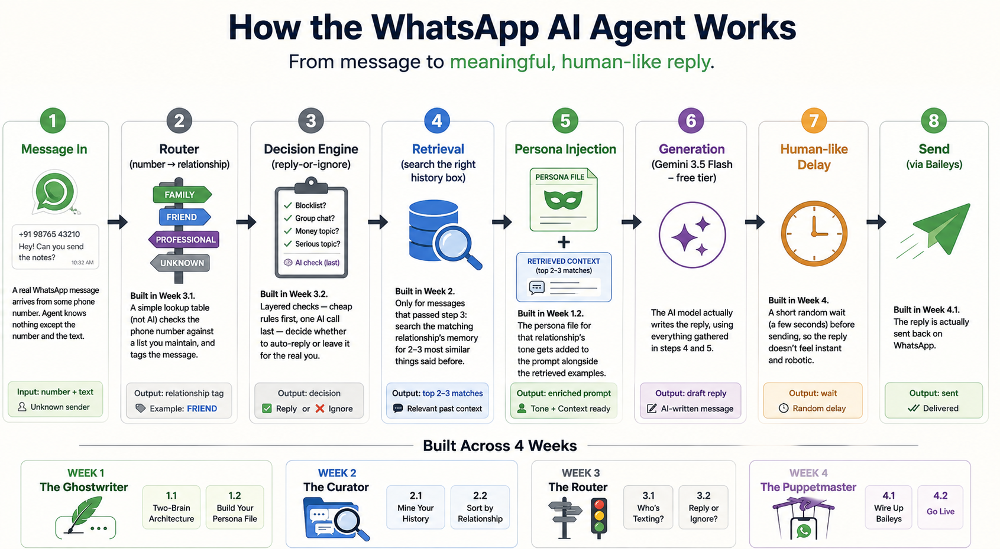 How the WhatsApp AI Agent Works
From message to meaningful, human-like reply.
1
Message In
+91 98765 43210
Hey! Can you send
the notes?
10:32 AM
A real WhatsApp message
arrives from some phone
number. Agent knows
nothing except the
number and the text.
Input: number + text
Unknown sender
2
Router
(number → relationship)
FAMILY
FRIEND
PROFESSIONAL
UNKNOWN
Built in Week 3.1.
A simple lookup table
(not AI) checks the
phone number against
a list you maintain, and
tags the message.
Output: relationship tag
Example: FRIEND
3
Decision Engine
(reply-or-ignore)
Blocklist?
Group chat?
Money topic?
Serious topic?
AI check (last)
Built in Week 3.2.
Layered checks — cheap
rules first, one AI call
last — decide whether
to auto-reply or leave it
for the real you.
Output: decision
Reply or Ignore
4
Retrieval
(search the right
history box)
Built in Week 2.
Only for messages
that passed step 3:
search the matching
relationship's memory
for 2–3 most similar
things said before.
Output: top 2–3 matches
Relevant past context
5
Persona Injection
PERSONA FILE
+
RETRIEVED CONTEXT
(top 2–3 matches)
Built in Week 1.2.
The persona file for
that relationship's
tone gets added to
the prompt alongside
the retrieved examples.
Output: enriched prompt
Tone + Context ready
6
Generation
(Gemini 3.5 Flash
– free tier)
The AI model actually
writes the reply, using
everything gathered
in steps 4 and 5.
Output: draft reply
AI-written message
7
Human-like
Delay
Built in Week 4.
A short random wait
(a few seconds) before
sending, so the reply
doesn't feel instant
and robotic.
Output: wait
Random delay
8
Send
(via Baileys)
Built in Week 4.1.
The reply is actually
sent back on
WhatsApp.
Output: sent
Delivered
Built Across 4 Weeks
WEEK 1
The Ghostwriter
1.1
Two-Brain
Architecture
1.2
Build Your
Persona File
WEEK 2
The Curator
2.1
Mine Your
History
2.2
Sort by
Relationship
WEEK 3
The Router
3.1
Who's
Texting?
3.2
Reply or
Ignore?
WEEK 4
The Puppetmaster
4.1
Wire Up
Baileys
4.2
Go Live